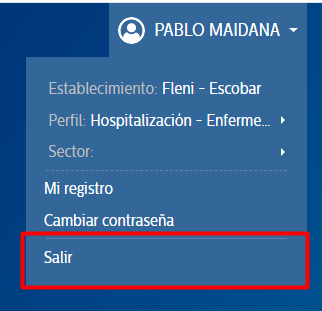 PABLO MAIDANA
Establecimiento: Fleni - Escobar
Perfil: Hospitalización - Enferme...
Sector:
Mi registro
Cambiar contraseña
Salir